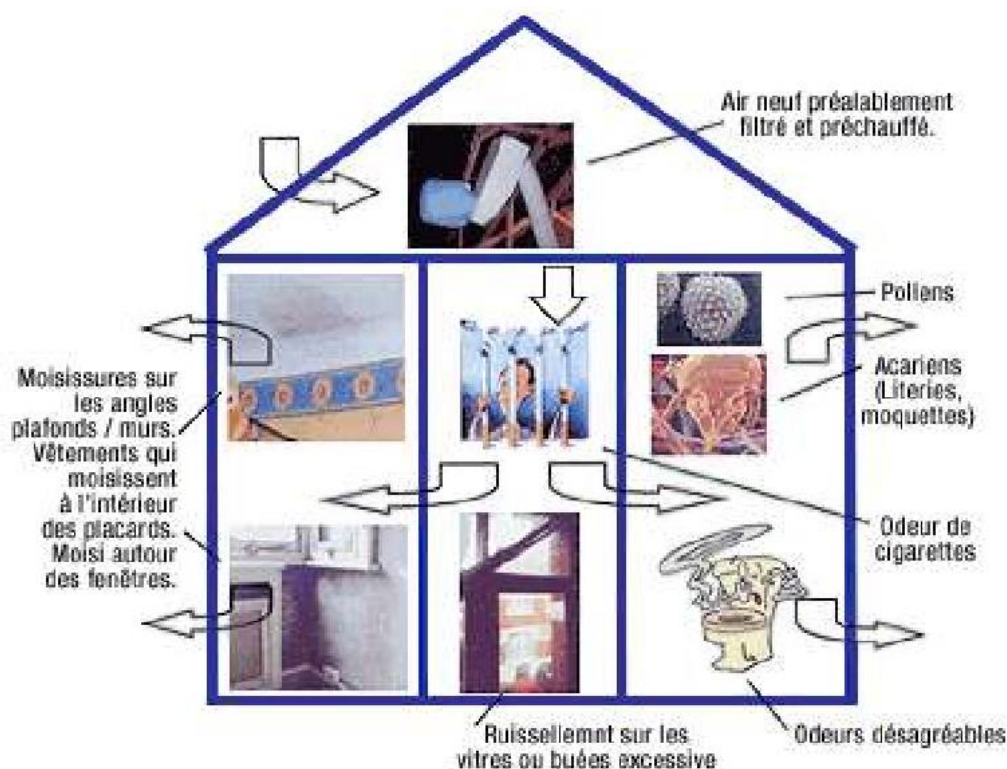 Air neuf préalablement
filtré et préchauffé.
Pollens
Acariens
(Literies,
moquettes)
Moisissures sur
les angles
plafonds / murs.
Vêtements qui
moisissent
à l'intérieur
des placards.
Moisi autour
des fenêtres.
Odeur de
cigarettes
Ruissellemnt sur les
vitres ou buées excessive
Odeurs désagréables